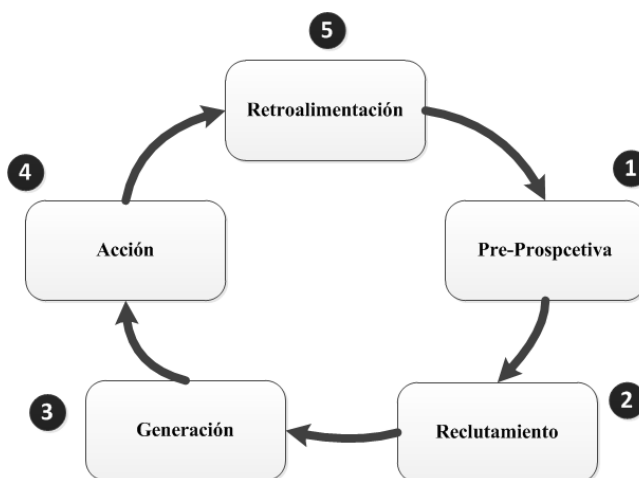 5
Retroalimentación
4
1
Acción
Pre-Prospcetiva
3
2
Generación
Reclutamiento